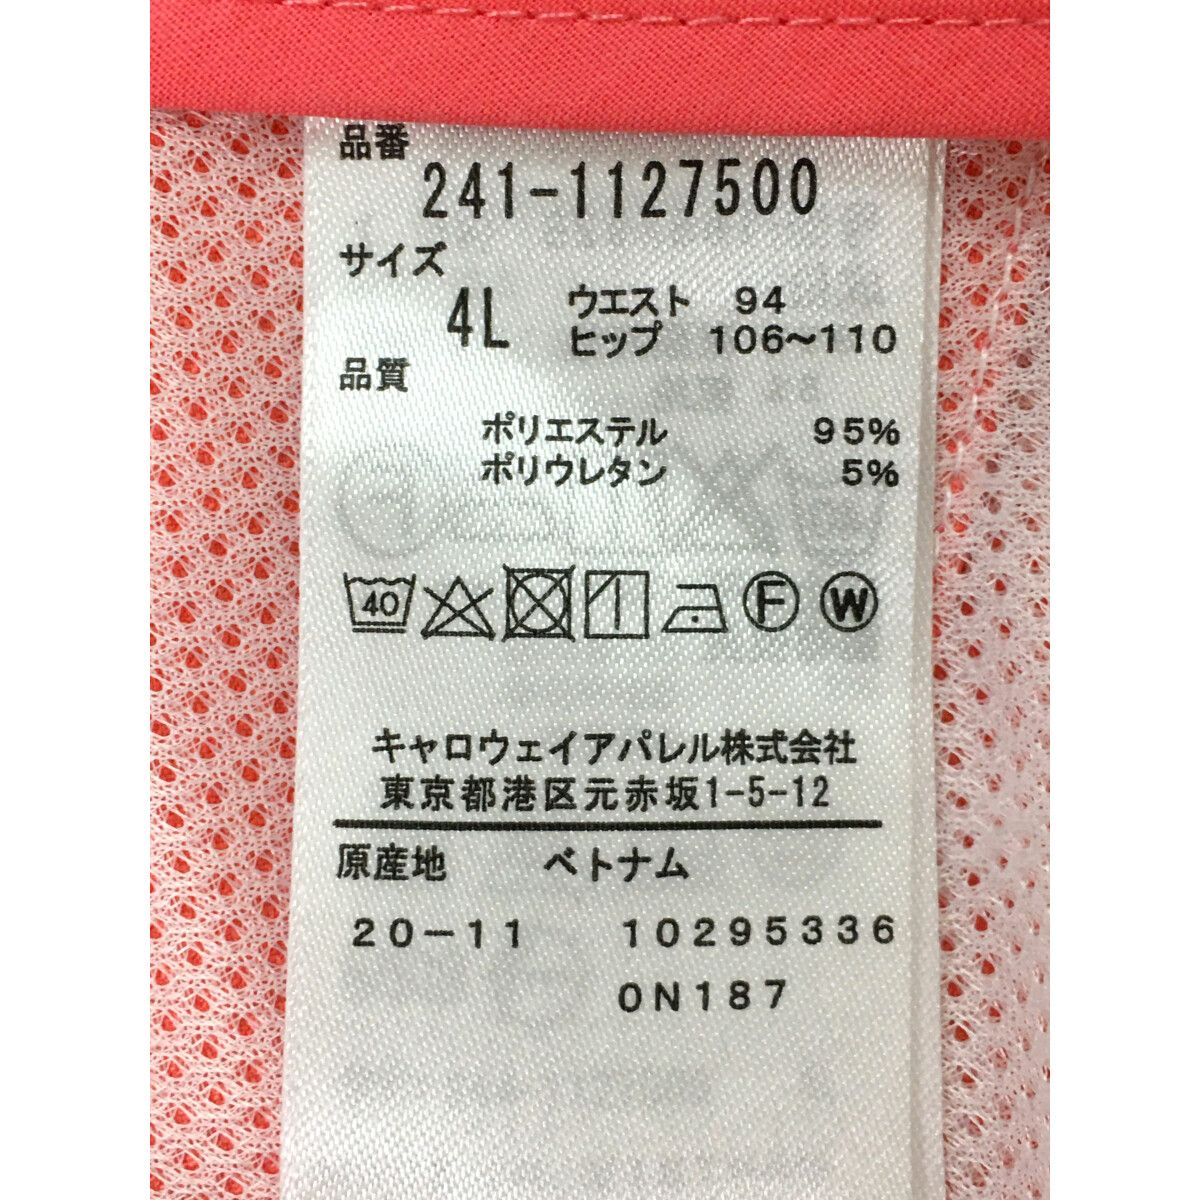 品番
241-1127500
サイズ
4L ウエスト 94
ヒップ 106〜110
品質
ポリエステル 95%
ポリウレタン 5%
40 F W
キャロウェイアパレル株式会社
東京都港区元赤坂1-5-12
原産地 ベトナム
20-11 10295336
0N187